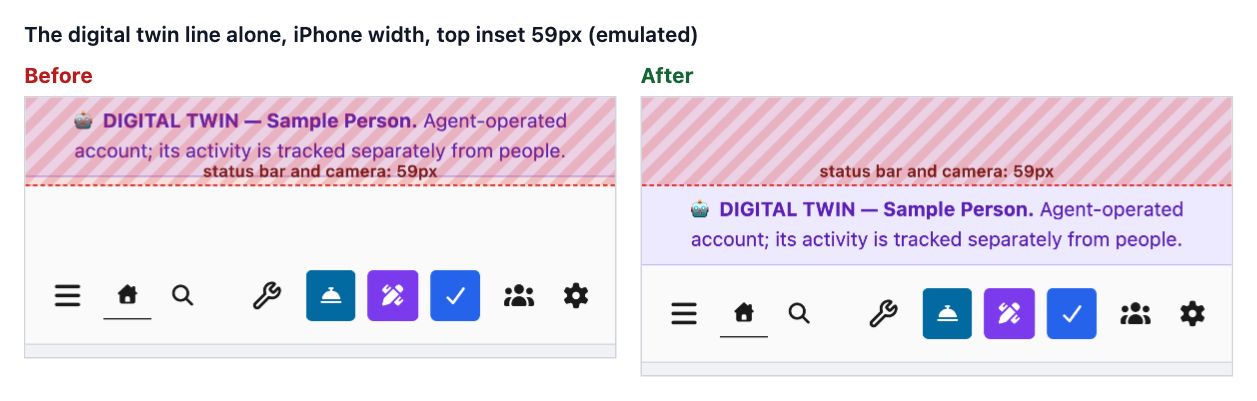 The digital twin line alone, iPhone width, top inset 59px (emulated)
Before
DIGITAL TWIN — Sample Person. Agent-operated
account; its activity is tracked separately from people.
status bar and camera: 59px
After
status bar and camera: 59px
DIGITAL TWIN — Sample Person. Agent-operated
account; its activity is tracked separately from people.